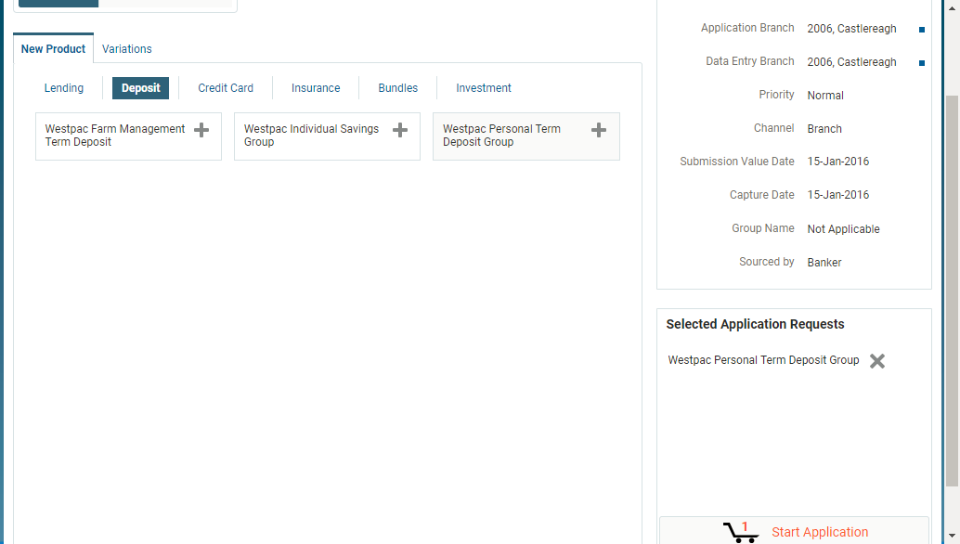 New Product Variations
Lending Deposit Credit Card Insurance Bundles Investment
Westpac Farm Management
Term Deposit
Westpac Individual Savings
Group
Westpac Personal Term
Deposit Group
Application Branch 2006, Castlereagh
Data Entry Branch 2006, Castlereagh
Priority Normal
Channel Branch
Submission Value Date 15-Jan-2016
Capture Date 15-Jan-2016
Group Name Not Applicable
Sourced by Banker
Selected Application Requests
Westpac Personal Term Deposit Group
1 Start Application